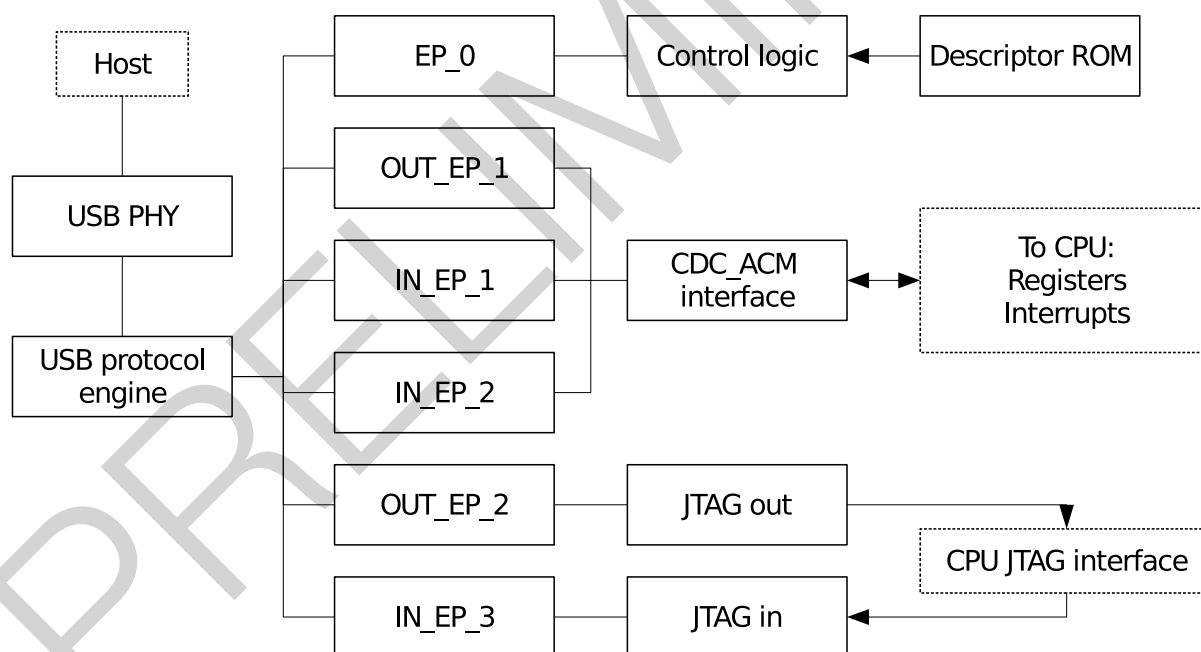 Host
USB PHY
USB protocol
engine
EP_0
Control logic
Descriptor ROM
OUT_EP_1
IN_EP_1
CDC_ACM
interface
To CPU:
Registers
Interrupts
IN_EP_2
OUT_EP_2
JTAG out
CPU JTAG interface
IN_EP_3
JTAG in